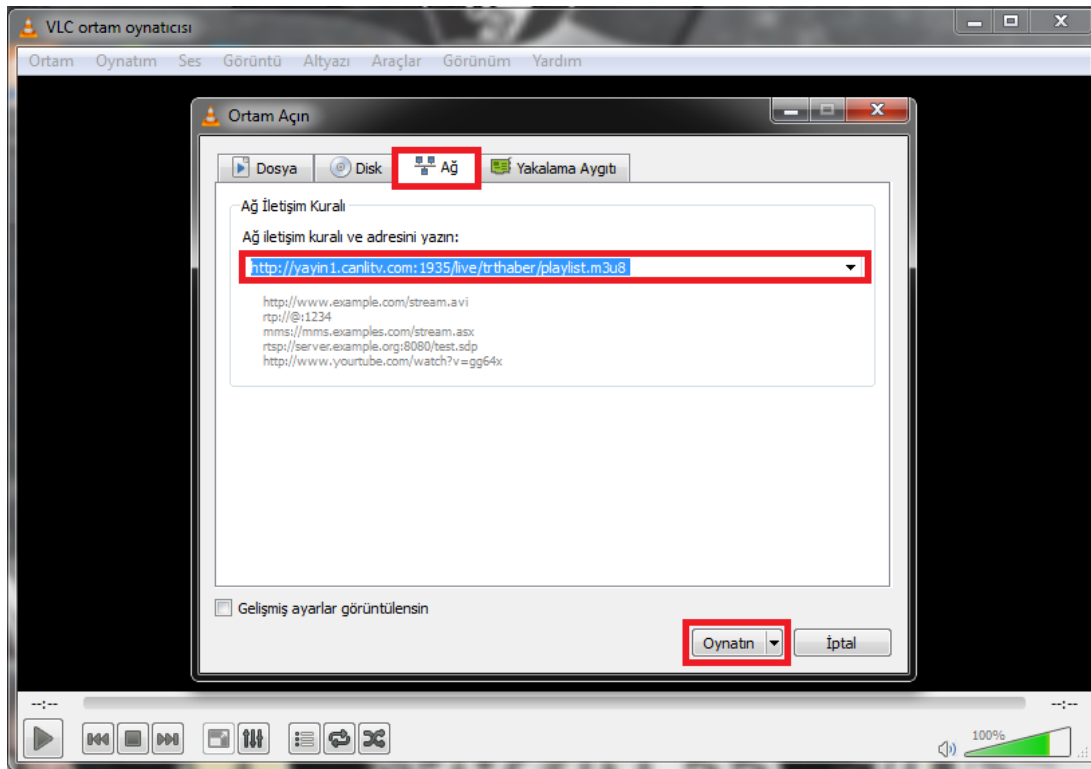 VLC ortam oynatıcısı
Ortam Oynatım Ses Görüntü Altyazı Araçlar Görünüm Yardım
Ortam Açın
Dosya Disk Ağ Yakalama Aygıtı
Ağ İletişim Kuralı
Ağ iletişim kuralı ve adresini yazın:
http://yayin1.canlitv.com:1935/live/trthaber/playlist.m3u8
http://www.example.com/stream.avi
rtp://@:1234
mms://mms.examples.com/stream.asx
rtsp://server.example.org:8080/test.sdp
http://www.yourtube.com/watch?v=gg64x
Gelişmiş ayarlar görüntülensin
Oynatın İptal
--:-- --:--
100%